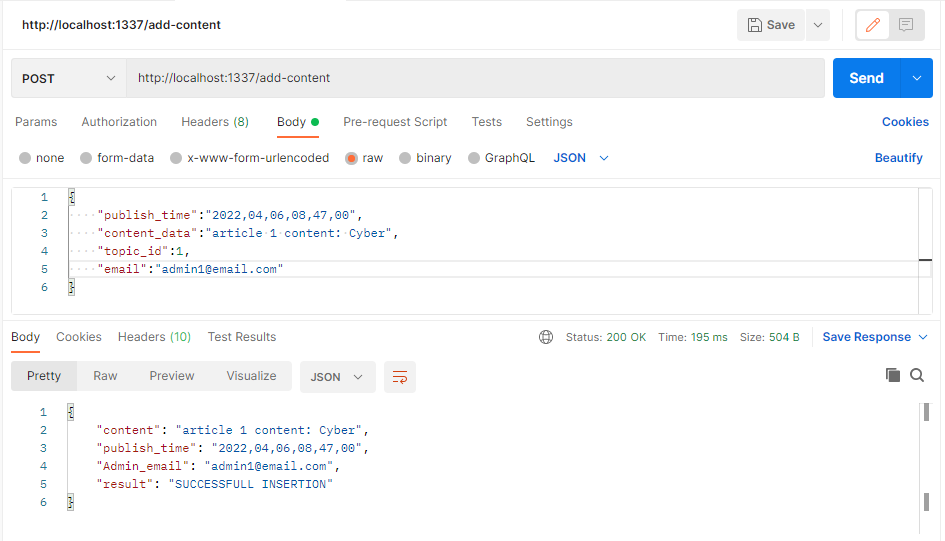 http://localhost:1337/add-content Save
POST http://localhost:1337/add-content Send
Params Authorization Headers (8) Body Pre-request Script Tests Settings Cookies
none form-data x-www-form-urlencoded raw binary GraphQL JSON Beautify
1 {
2 "publish_time":"2022,04,06,08,47,00",
3 "content_data":"article 1 content: Cyber",
4 "topic_id":1,
5 "email":"admin1@email.com"
6 }
Body Cookies Headers (10) Test Results Status: 200 OK Time: 195 ms Size: 504 B Save Response
Pretty Raw Preview Visualize JSON
1 {
2 "content": "article 1 content: Cyber",
3 "publish_time": "2022,04,06,08,47,00",
4 "Admin_email": "admin1@email.com",
5 "result": "SUCCESSFULL INSERTION"
6 }